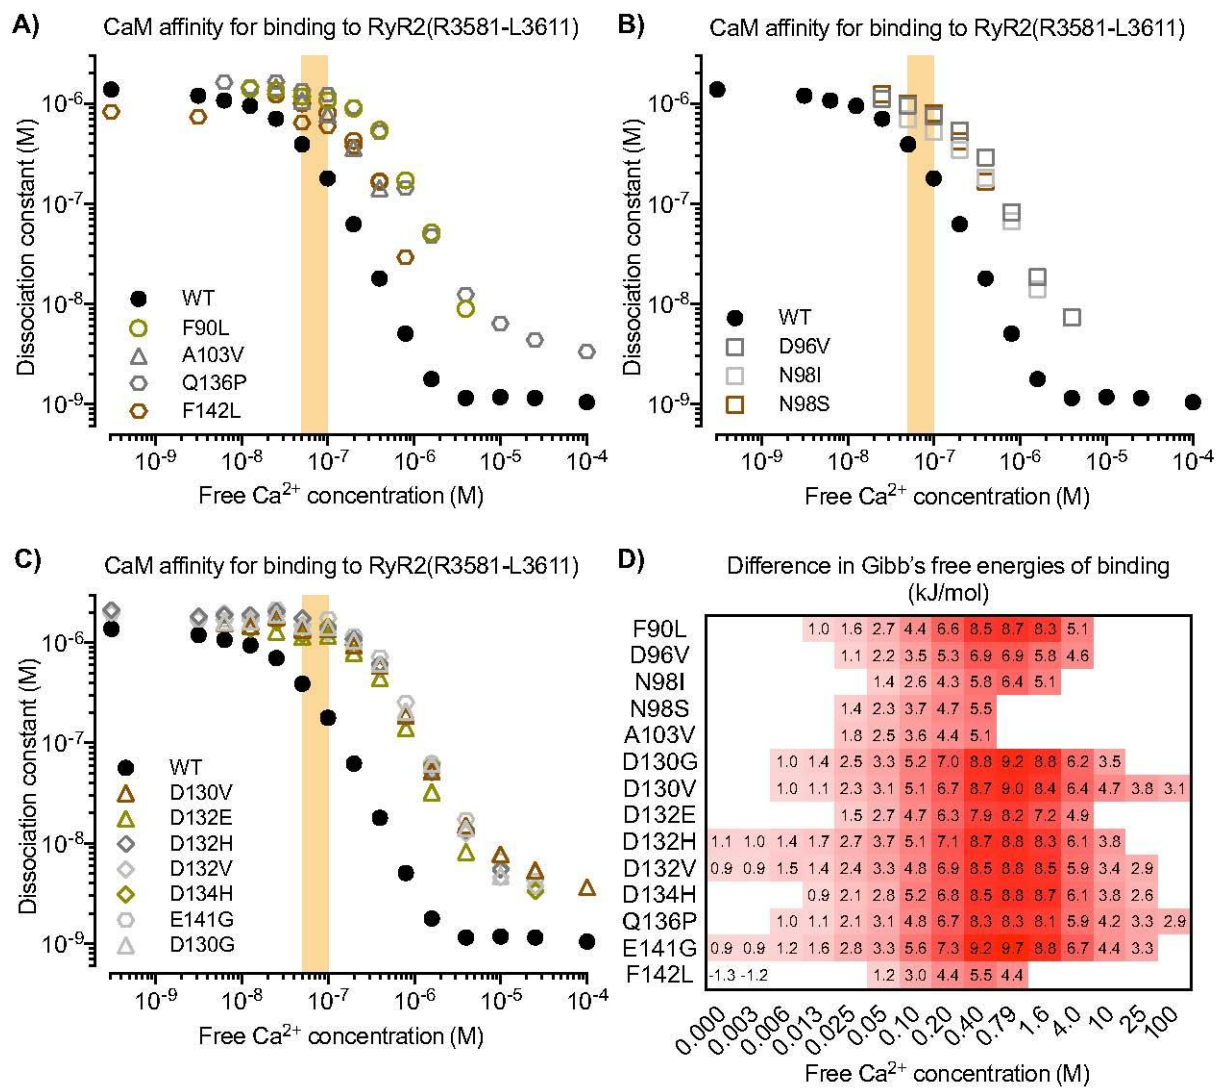 A) CaM affinity for binding to RyR2(R3581-L3611)
Dissociation constant (M)
10-6
10-7
10-8
10-9
WT
F90L
A103V
Q136P
F142L
10-9 10-8 10-7 10-6 10-5 10-4
Free Ca2+ concentration (M)
B) CaM affinity for binding to RyR2(R3581-L3611)
Dissociation constant (M)
10-6
10-7
10-8
10-9
WT
D96V
N98I
N98S
10-9 10-8 10-7 10-6 10-5 10-4
Free Ca2+ concentration (M)
C) CaM affinity for binding to RyR2(R3581-L3611)
Dissociation constant (M)
10-6
10-7
10-8
10-9
WT
D130V
D132E
D132H
D132V
D134H
E141G
D130G
10-9 10-8 10-7 10-6 10-5 10-4
Free Ca2+ concentration (M)
D) Difference in Gibb's free energies of binding
(kJ/mol)
F90L 1.0 1.6 2.7 4.4 6.6 8.5 8.7 8.3 5.1
D96V 1.1 2.2 3.5 5.3 6.9 6.9 5.8 4.6
N98I 1.4 2.6 4.3 5.8 6.4 5.1
N98S 1.4 2.3 3.7 4.7 5.5
A103V 1.8 2.5 3.6 4.4 5.1
D130G 1.0 1.4 2.5 3.3 5.2 7.0 8.8 9.2 8.8 6.2 3.5
D130V 1.0 1.1 2.3 3.1 5.1 6.7 8.7 9.0 8.4 6.4 4.7 3.8 3.1
D132E 1.5 2.7 4.7 6.3 7.9 8.2 7.2 4.9
D132H 1.1 1.0 1.4 1.7 2.7 3.7 5.1 7.1 8.7 8.8 8.3 6.1 3.8
D132V 0.9 0.9 1.5 1.4 2.4 3.3 4.8 6.9 8.5 8.8 8.5 5.9 3.4 2.9
D134H 0.9 2.1 2.8 5.2 6.8 8.5 8.8 8.7 6.1 3.8 2.6
Q136P 1.0 1.1 2.1 3.1 4.8 6.7 8.3 8.3 8.1 5.9 4.2 3.3 2.9
E141G 0.9 0.9 1.2 1.6 2.8 3.3 5.6 7.3 9.2 9.7 8.8 6.7 4.4 3.3
F142L -1.3 -1.2 1.2 3.0 4.4 5.5 4.4
0.000 0.003 0.006 0.013 0.025 0.05 0.10 0.20 0.40 0.79 1.6 4.0 10 25 100
Free Ca2+ concentration (M)